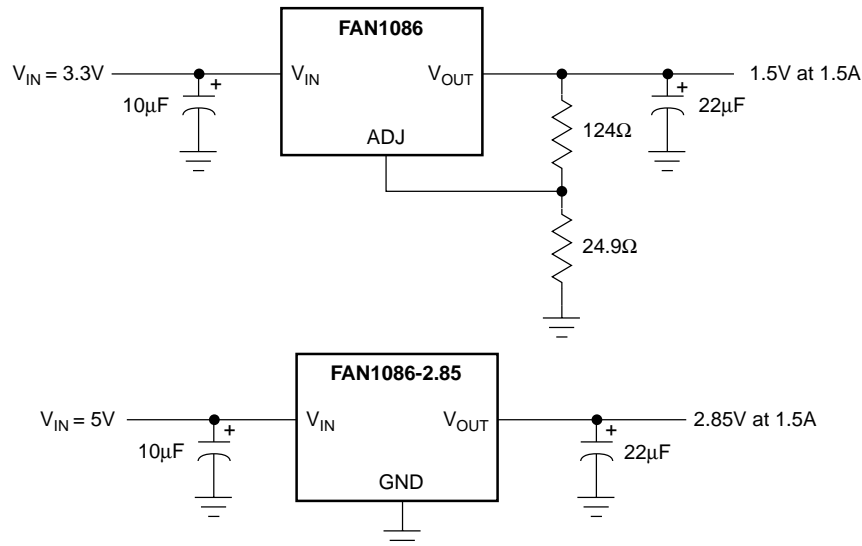 FAN1086
V_IN = 3.3V
V_IN
V_OUT
1.5V at 1.5A
+
10μF
+
22μF
124Ω
ADJ
24.9Ω
FAN1086-2.85
V_IN = 5V
V_IN
V_OUT
2.85V at 1.5A
+
10μF
+
22μF
GND